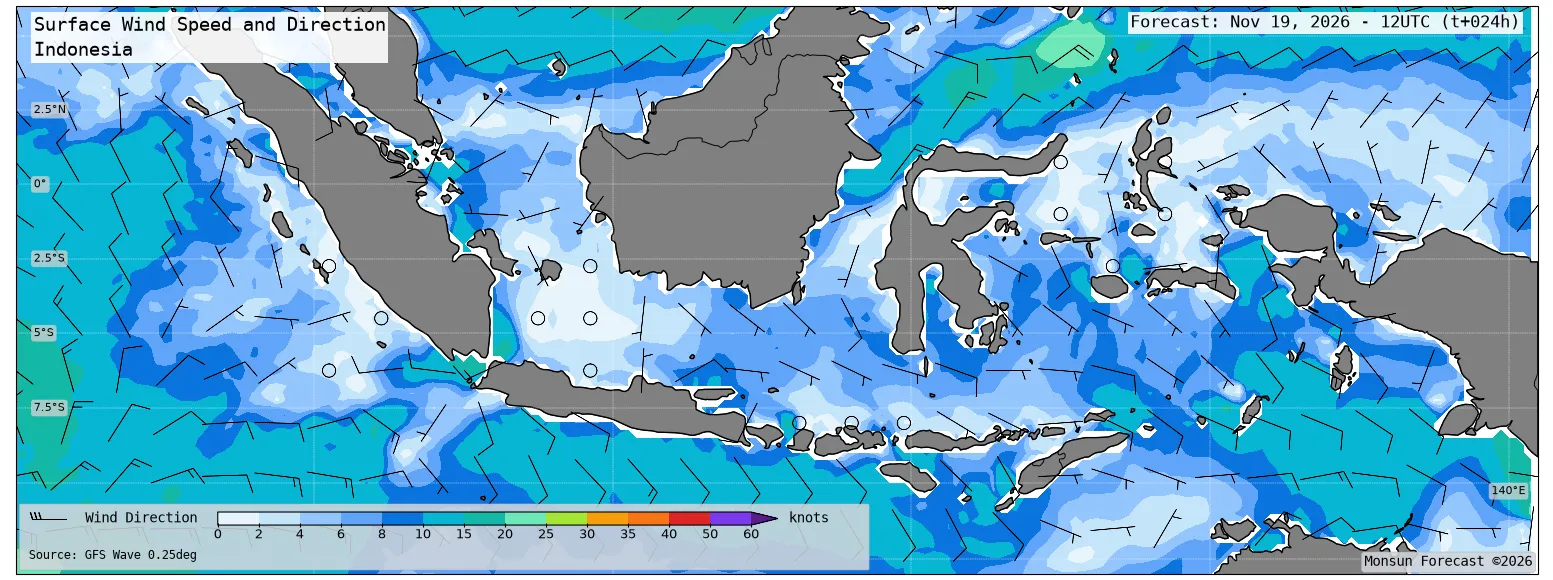 Surface Wind Speed and Direction
Indonesia
Forecast: Nov 19, 2026 - 12UTC (t+024h)
2.5°N
0°
2.5°S
5°S
7.5°S
140°E
Wind Direction
0 2 4 6 8 10 15 20 25 30 35 40 50 60
knots
Source: GFS Wave 0.25deg
Monsun Forecast ©2026